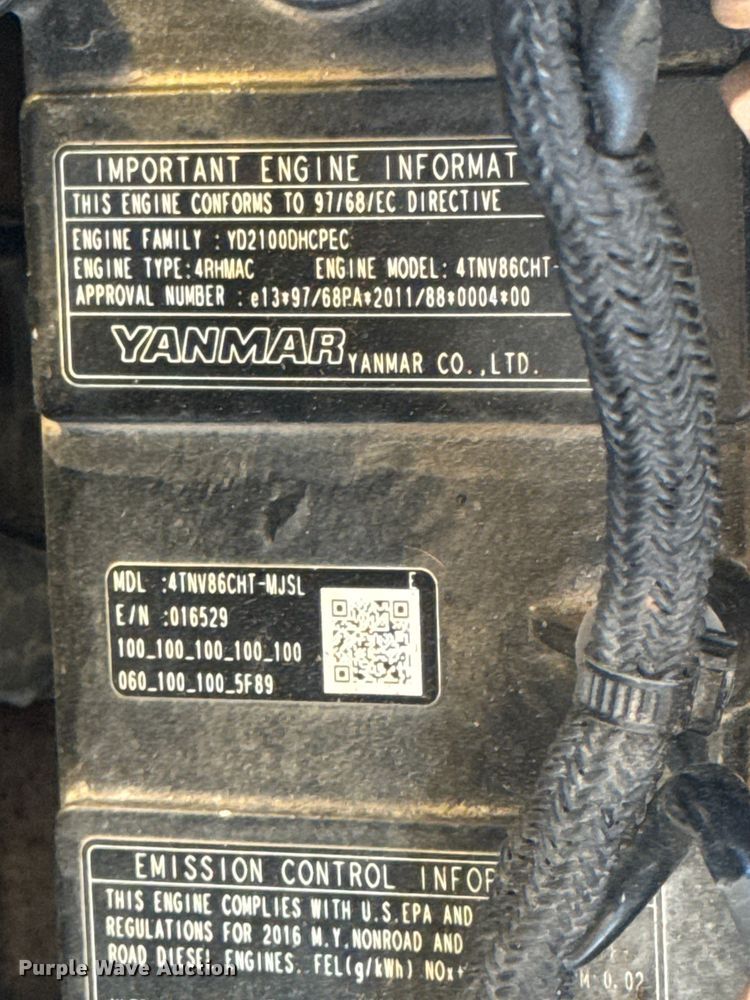 IMPORTANT ENGINE INFORMAT
THIS ENGINE CONFORMS TO 97/68/EC DIRECTIVE
ENGINE FAMILY : YD2100DHCPEC
ENGINE TYPE:4RHMAC ENGINE MODEL: 4TNV86CHT-
APPROVAL NUMBER : e13*97/68PA*2011/88*0004*00
YANMAR YANMAR CO.,LTD.
MDL :4TNV86CHT-MJSL E
E/N :016529
100_100_100_100_100
060_100_100_5F89
EMISSION CONTROL INFOR
THIS ENGINE COMPLIES WITH U.S.EPA AND
REGULATIONS FOR 2016 M.Y.NONROAD AND
ROAD DIESEL ENGINES. FEL(g/kWh) NOx+
M:0.02
Purple Wave Auction